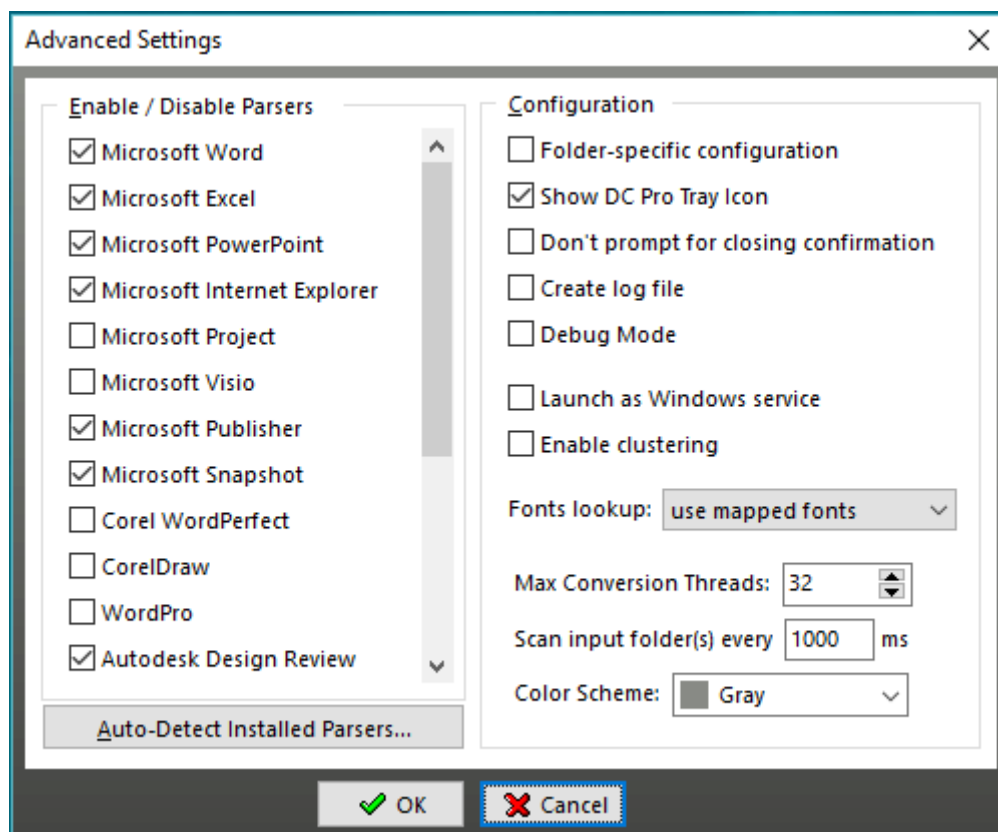 Advanced Settings
Enable / Disable Parsers
Microsoft Word
Microsoft Excel
Microsoft PowerPoint
Microsoft Internet Explorer
Microsoft Project
Microsoft Visio
Microsoft Publisher
Microsoft Snapshot
Corel WordPerfect
CorelDraw
WordPro
Autodesk Design Review
Auto-Detect Installed Parsers...
Configuration
Folder-specific configuration
Show DC Pro Tray Icon
Don't prompt for closing confirmation
Create log file
Debug Mode
Launch as Windows service
Enable clustering
Fonts lookup: use mapped fonts
Max Conversion Threads: 32
Scan input folder(s) every 1000 ms
Color Scheme: Gray
OK
Cancel